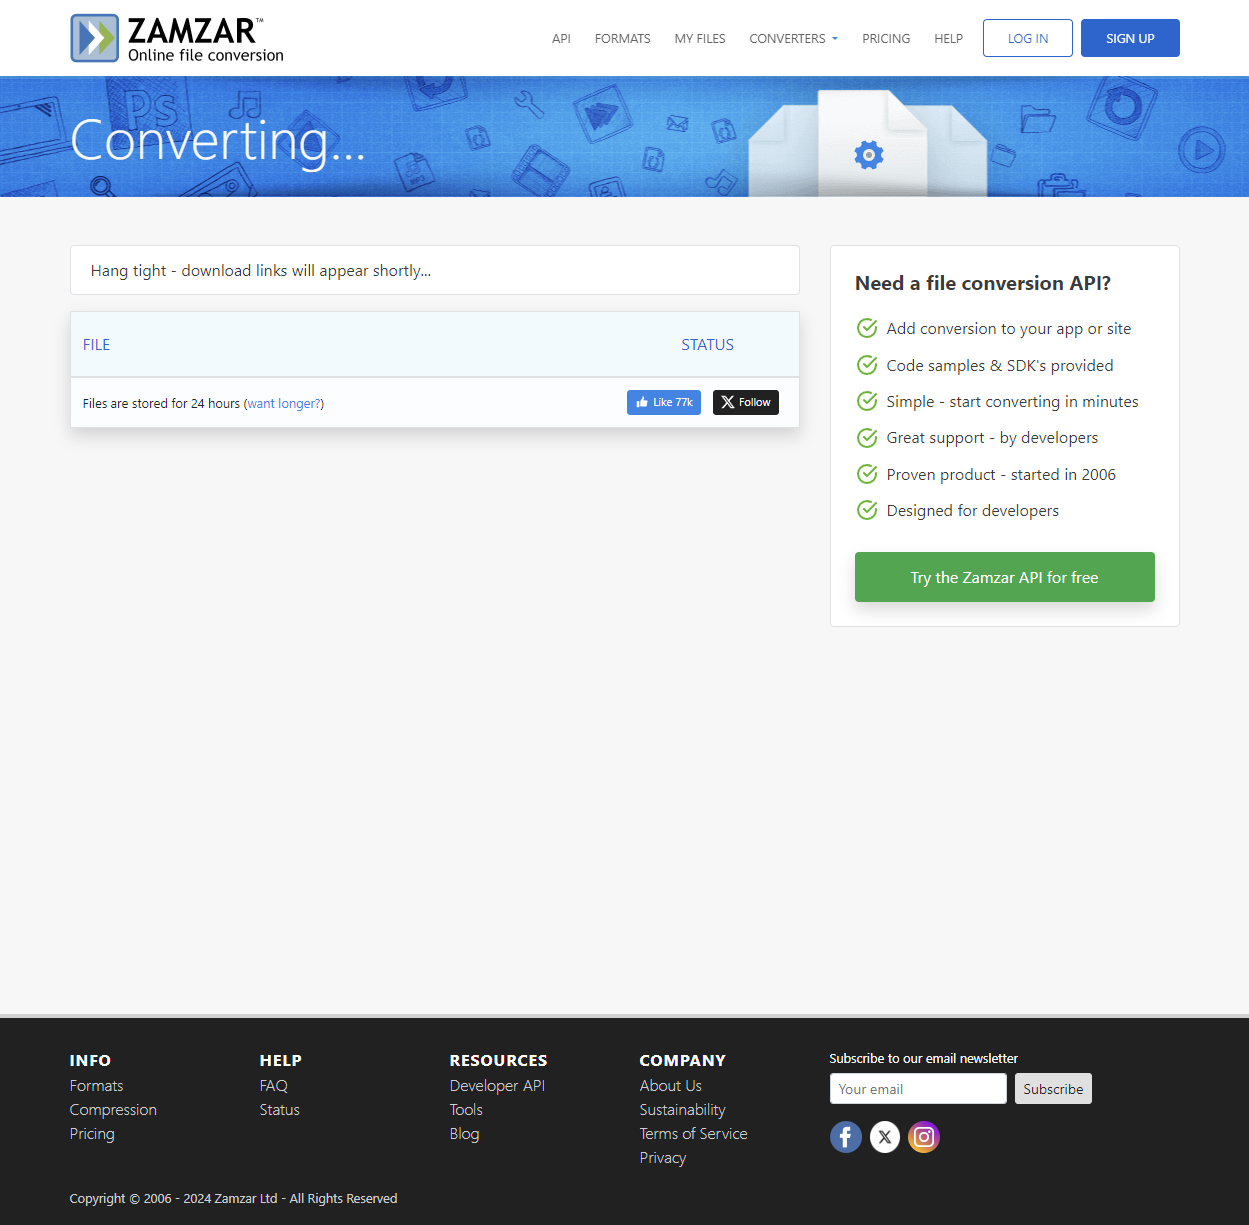 ZAMZAR™
Online file conversion
API FORMATS MY FILES CONVERTERS PRICING HELP LOG IN SIGN UP
PS
Converting...
MP3
Hang tight - download links will appear shortly...
FILE STATUS
Files are stored for 24 hours (want longer?) Like 77k Follow
Need a file conversion API?
Add conversion to your app or site
Code samples & SDK's provided
Simple - start converting in minutes
Great support - by developers
Proven product - started in 2006
Designed for developers
Try the Zamzar API for free
INFO
Formats
Compression
Pricing
HELP
FAQ
Status
RESOURCES
Developer API
Tools
Blog
COMPANY
About Us
Sustainability
Terms of Service
Privacy
Subscribe to our email newsletter
Your email Subscribe
Copyright © 2006 - 2024 Zamzar Ltd - All Rights Reserved